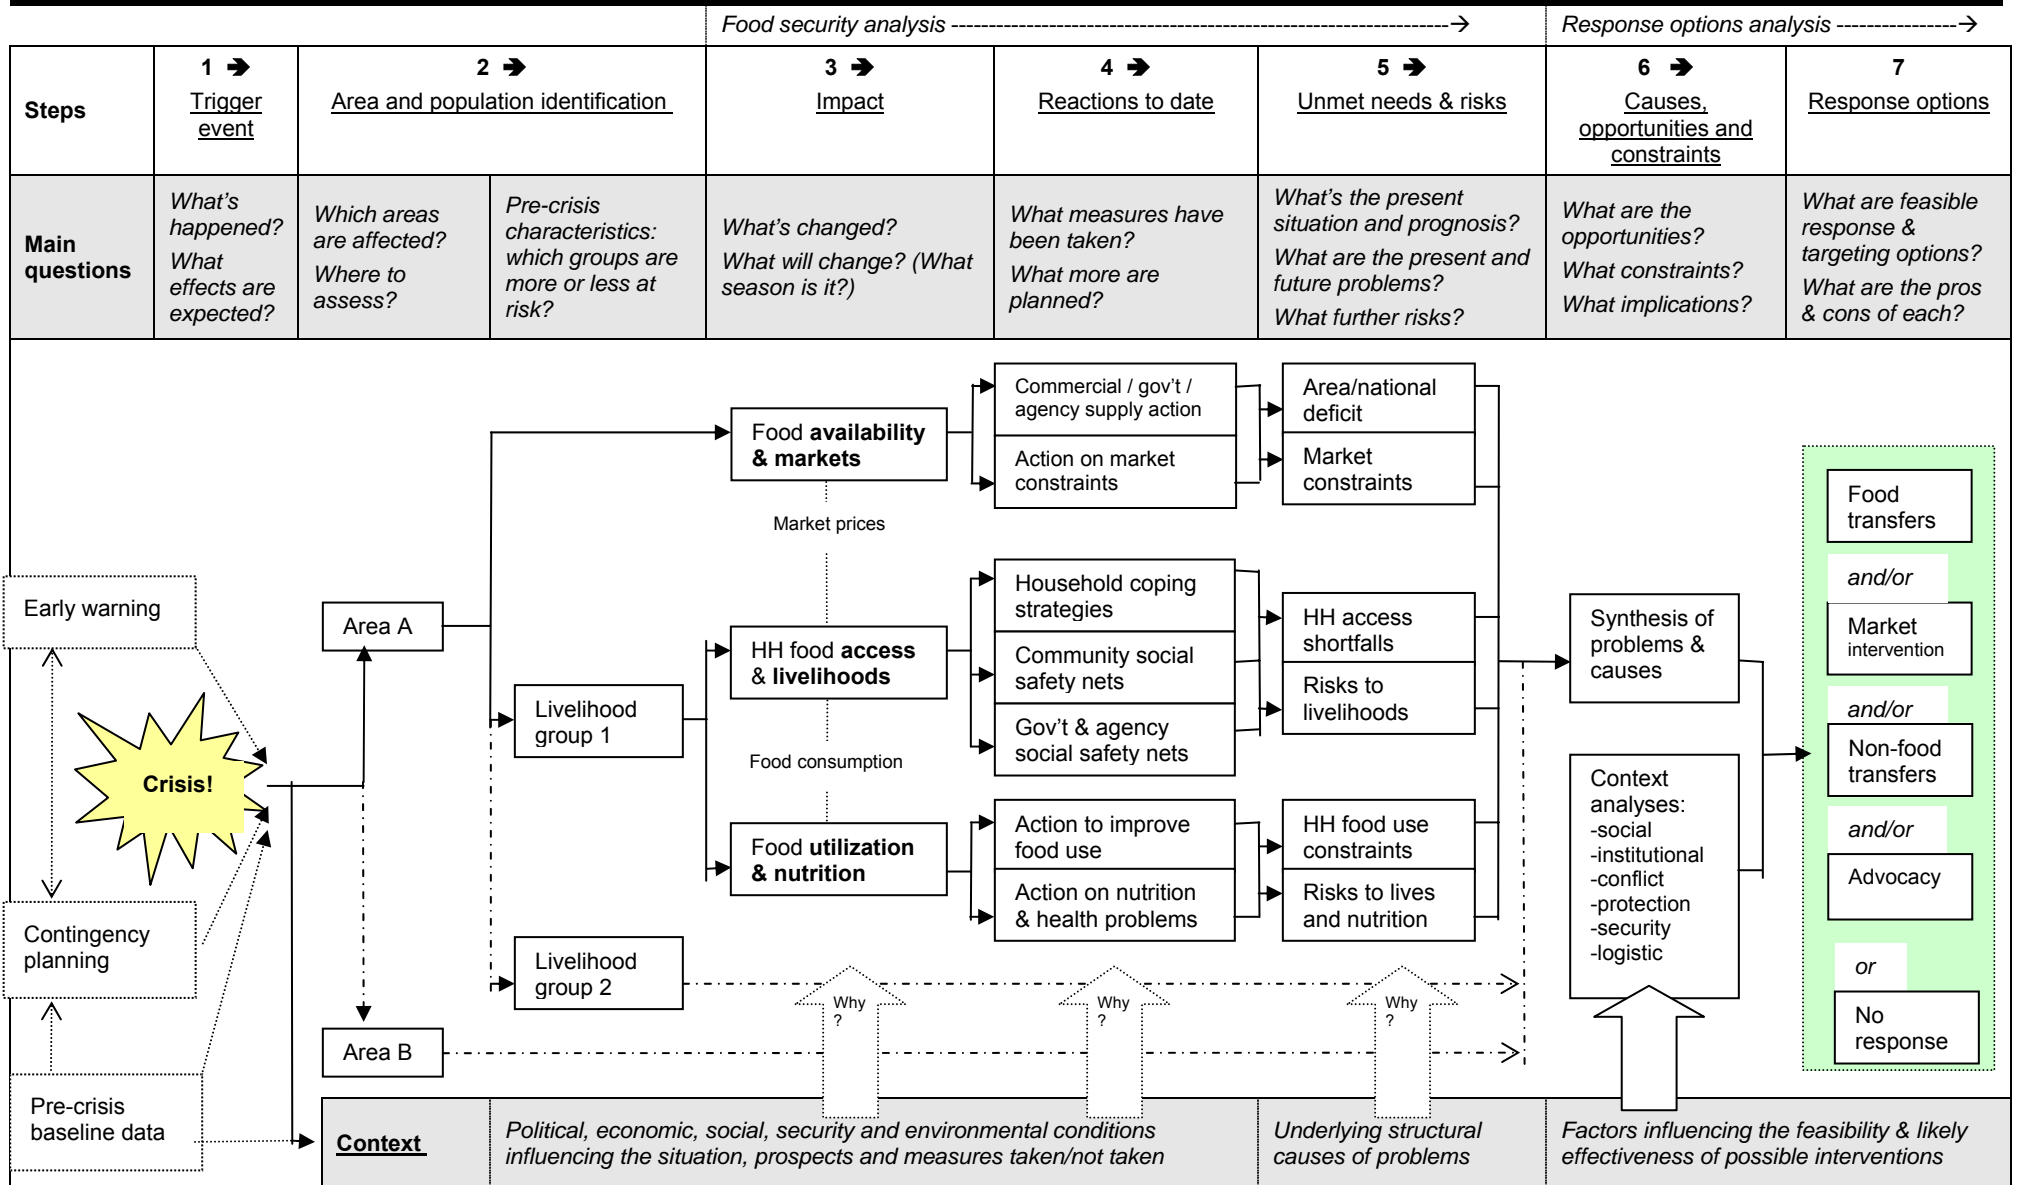 Food security analysis --------------------------------------------------------→
Response options analysis ----------------→
Steps
1 ➔
Trigger
event
2 ➔
Area and population identification
3 ➔
Impact
4 ➔
Reactions to date
5 ➔
Unmet needs & risks
6 ➔
Causes,
opportunities and
constraints
7
Response options
Main
questions
What's
happened?
What
effects are
expected?
Which areas
are affected?
Where to
assess?
Pre-crisis
characteristics:
which groups are
more or less at
risk?
What's changed?
What will change? (What
season is it?)
What measures have
been taken?
What more are
planned?
What's the present
situation and prognosis?
What are the present and
future problems?
What further risks?
What are the
opportunities?
What constraints?
What implications?
What are feasible
response &
targeting options?
What are the pros
& cons of each?
Early warning
Crisis!
Contingency
planning
Pre-crisis
baseline data
Area A
Area B
Livelihood
group 1
Livelihood
group 2
Food availability
& markets
Market prices
HH food access
& livelihoods
Food consumption
Food utilization
& nutrition
Commercial / gov't /
agency supply action
Action on market
constraints
Household coping
strategies
Community social
safety nets
Gov't & agency
social safety nets
Action to improve
food use
Action on nutrition
& health problems
Area/national
deficit
Market
constraints
HH access
shortfalls
Risks to
livelihoods
HH food use
constraints
Risks to lives
and nutrition
Why
?
Why
?
Why
?
Synthesis of
problems &
causes
Context
analyses:
-social
-institutional
-conflict
-protection
-security
-logistic
Food
transfers
and/or
Market
intervention
and/or
Non-food
transfers
and/or
Advocacy
or
No
response
Context
Political, economic, social, security and environmental conditions
influencing the situation, prospects and measures taken/not taken
Underlying structural
causes of problems
Factors influencing the feasibility & likely
effectiveness of possible interventions